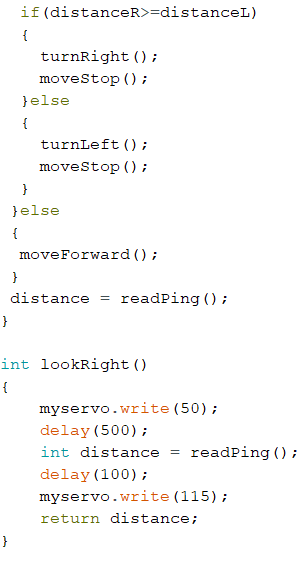 if(distanceR>=distanceL)
{
turnRight();
moveStop();
}else
{
turnLeft();
moveStop();
}
}else
{
moveForward();
}
distance = readPing();
}
int lookRight()
{
myservo.write(50);
delay(500);
int distance = readPing();
delay(100);
myservo.write(115);
return distance;
}